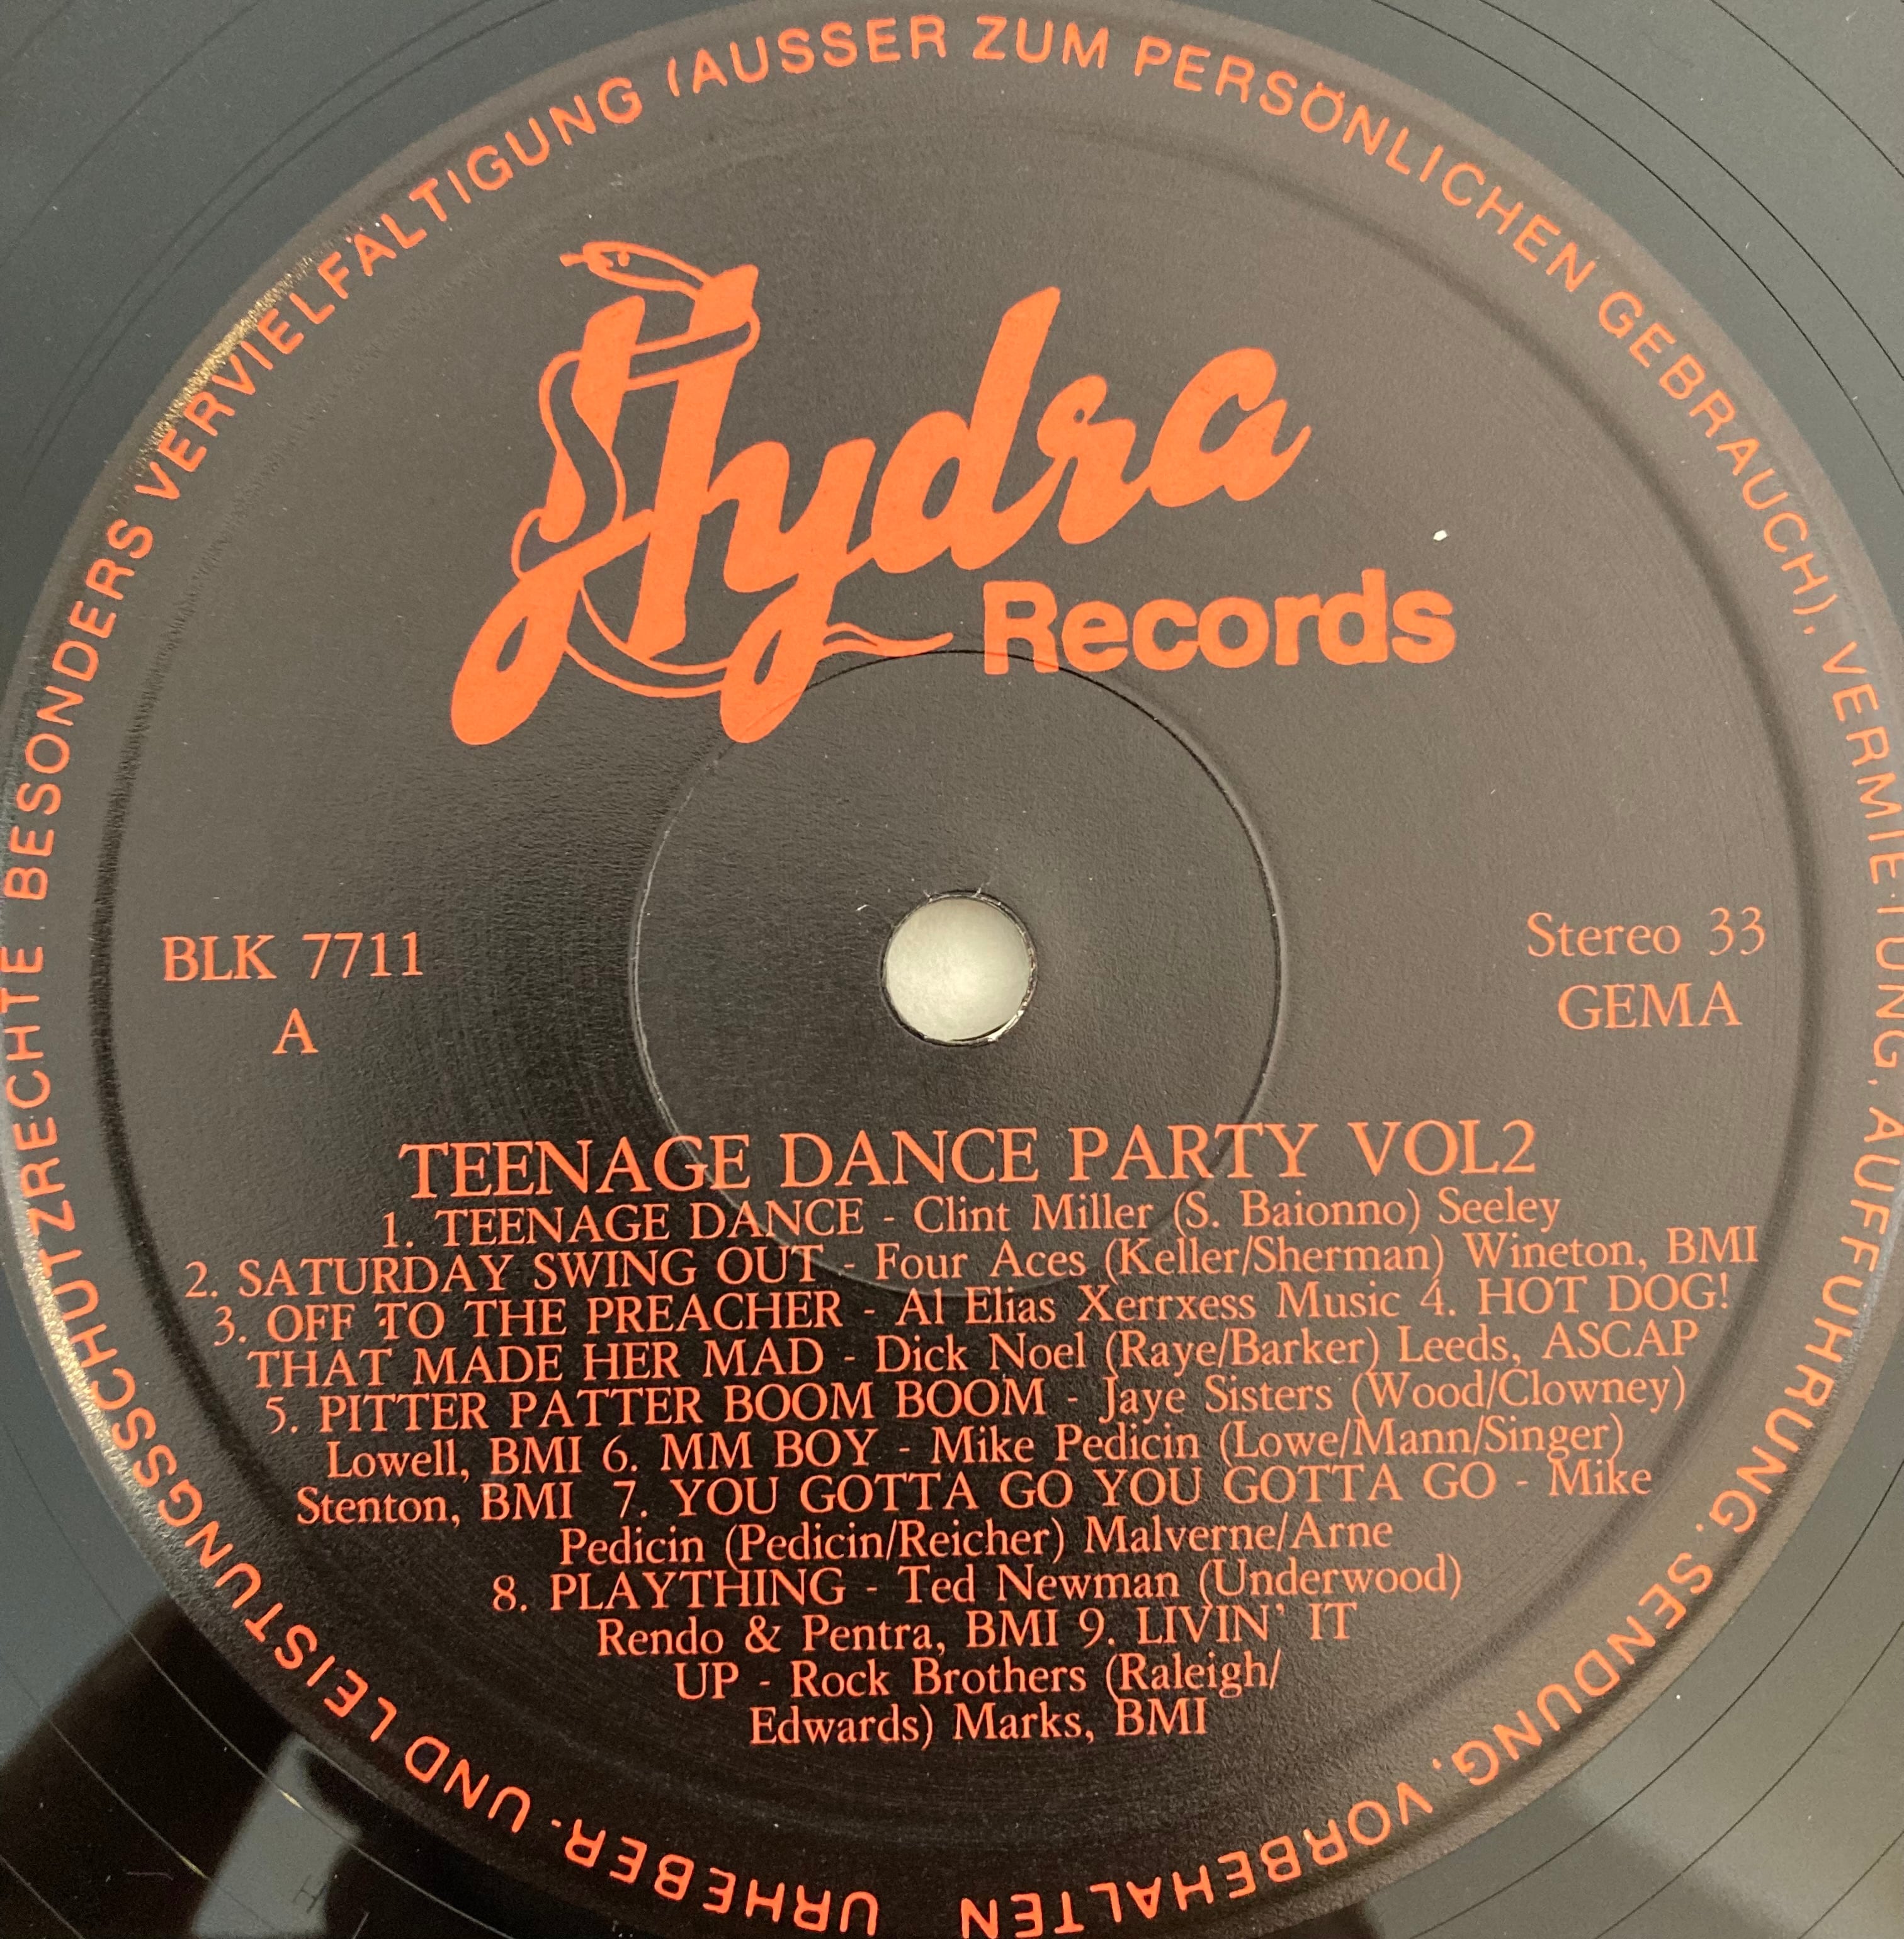 URHEBER- UND LEISTUNGSSCHUTZRECHTE BESONDERS VERVIELFÄLTIGUNG (AUSSER ZUM PERSÖNLICHEN GEBRAUCH), VERMIETUNG, AUFFÜHRUNG, SENDUNG, VORBEHALTEN
Hydra
Records
BLK 7711
A
Stereo 33
GEMA
TEENAGE DANCE PARTY VOL2
1. TEENAGE DANCE - Clint Miller (S. Baionno) Seeley
2. SATURDAY SWING OUT - Four Aces (Keller/Sherman) Wineton, BMI
3. OFF TO THE PREACHER - Al Elias Xerrxess Music 4. HOT DOG!
THAT MADE HER MAD - Dick Noel (Raye/Barker) Leeds, ASCAP
5. PITTER PATTER BOOM BOOM - Jaye Sisters (Wood/Clowney)
Lowell, BMI 6. MM BOY - Mike Pedicin (Lowe/Mann/Singer)
Stenton, BMI 7. YOU GOTTA GO YOU GOTTA GO - Mike
Pedicin (Pedicin/Reicher) Malverne/Arne
8. PLAYTHING - Ted Newman (Underwood)
Rendo & Pentra, BMI 9. LIVIN' IT
UP - Rock Brothers (Raleigh/
Edwards) Marks, BMI